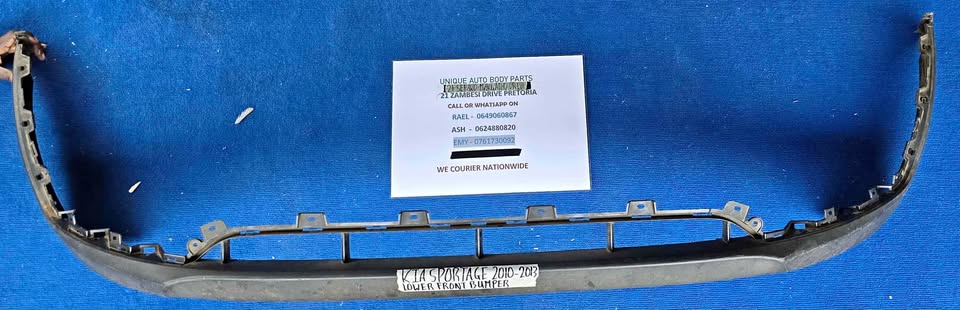 UNIQUE AUTO BODY PARTS
21 ZAMBESI DRIVE PRETORIA
CALL OR WHATSAPP ON
RAEL - 0649060867
ASH - 0624880820
EMY - 0761730092
WE COURIER NATIONWIDE
KIA SPORTAGE 2010-2013
LOWER FRONT BUMPER